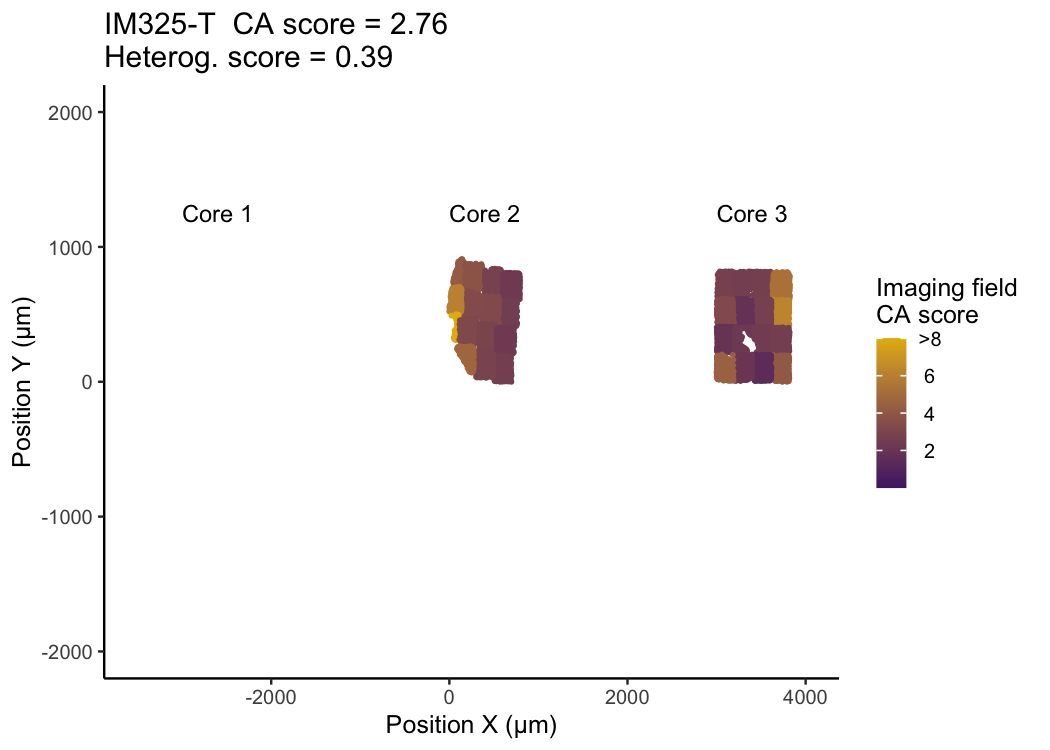 IM325-T  CA score = 2.76
Heterog. score = 0.39
Position Y (μm)
2000
1000
0
-1000
-2000
Core 1
Core 2
Core 3
-2000
0
2000
4000
Position X (μm)
Imaging field
CA score
>8
6
4
2